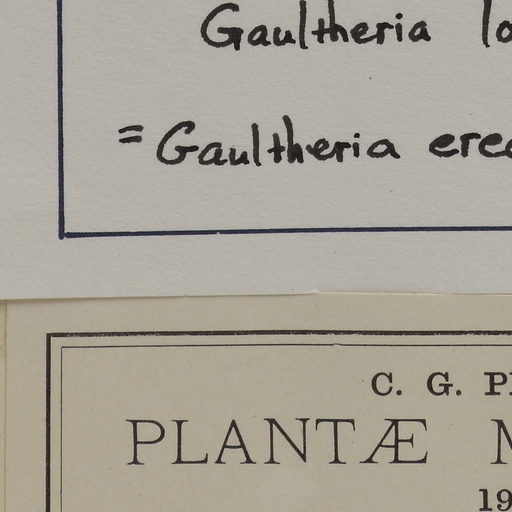 Gaultheria
= Gaultheria
C. G.
PLANTÆ